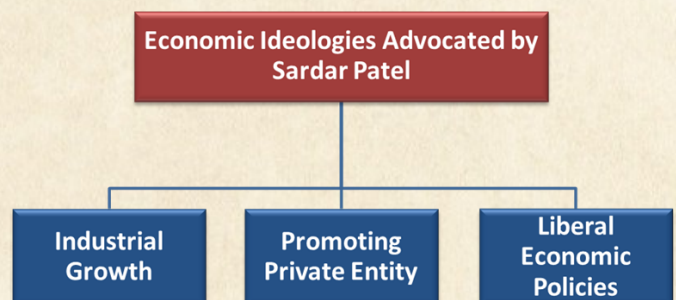 Economic Ideologies Advocated by
Sardar Patel
Industrial
Growth
Promoting
Private Entity
Liberal
Economic
Policies